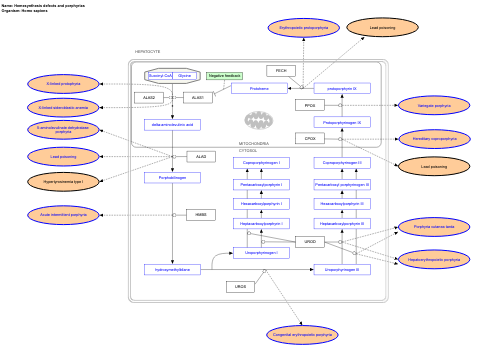 Name: Heme synthesis defects and porphyrias
Organism: Homo sapiens
HEPATOCYTE
Erythropoietic protoporphyria
Lead poisoning
FECH
Succinyl-CoA
Glycine
Negative feedback
X-linked protoporphyria
Protoheme
protoporphyrin IX
ALAS2
ALAS1
PPOX
Variegate porphyria
X-linked sideroblastic anemia
delta-aminolevulinic acid
Protoporphyrinogen IX
5-aminolevulinate dehydratase
porphyria
CPOX
Hereditary coproporphyria
MITOCHONDRIA
CYTOSOL
Lead poisoning
ALAD
Coproporphyrinogen I
Coproporphyrinogen III
Lead poisoning
Hypertyrosinemia type I
Porphobilinogen
Pentacarboxylporphyrin I
Pentacarboxyl porphyrin III
Hexacarboxylporphyrin I
Hexacarboxylporphyrin III
Acute intermittent porphyria
HMBS
Heptacarboxylporphyrin I
Heptacarboxylporphyrin III
Porphyria cutanea tarda
UROD
Uroporphyrinogen I
Hepatoerythropoietic porphyria
hydroxymethylbilane
Uroporphyrinogen III
UROS
Congenital erythropoietic porphyria